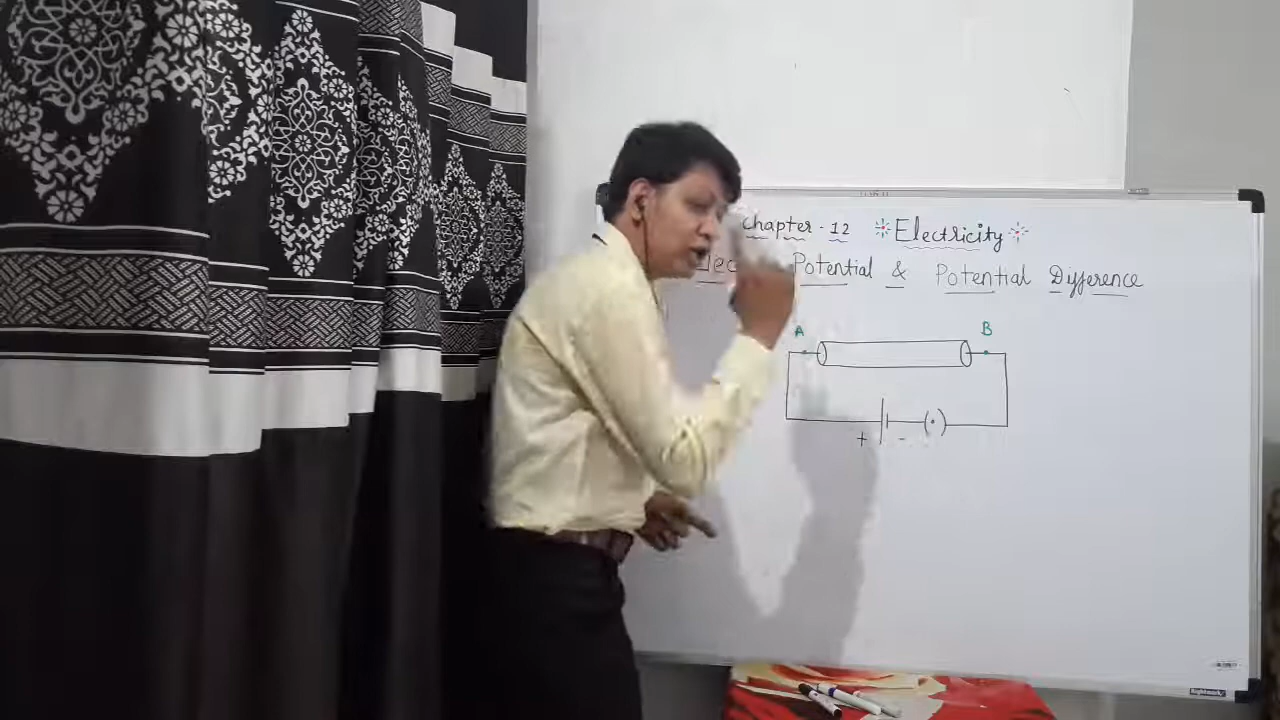 Chapter - 12 Electricity
Potential & Potential Difference
A B
+ -